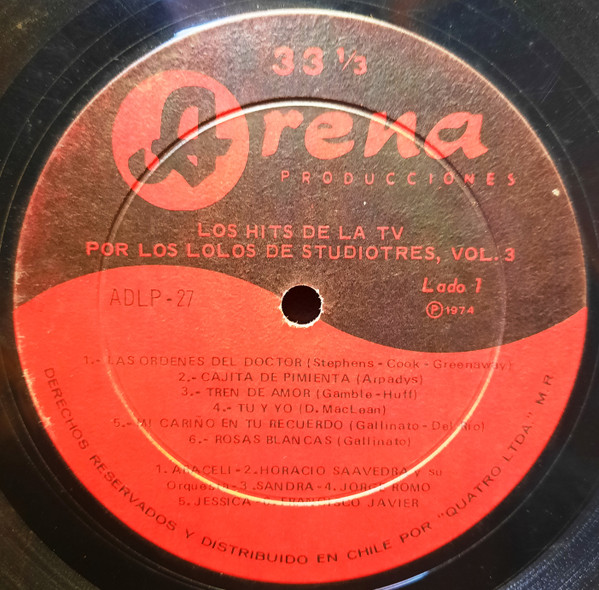 33 1/3
Arena
PRODUCCIONES
LOS HITS DE LA TV
POR LOS LOLOS DE STUDIOTRES, VOL. 3
Lado 1
ADLP-27
Ⓟ1974
1.- LAS ORDENES DEL DOCTOR (Stephens - Cook - Greenaway)
2.- CAJITA DE PIMIENTA (Arpadys)
3.- TREN DE AMOR (Gamble - Huff)
4.- TU Y YO (D. MacLean)
5.- MI CARIÑO EN TU RECUERDO (Gallinato - Del Rio)
6.- ROSAS BLANCAS (Gallinato)
1. ARACELI - 2. HORACIO SAAVEDRA y su
Orquesta - 3. SANDRA - 4. JORGE ROMO
5. JESSICA - 6. FRANCISCO JAVIER
DERECHOS RESERVADOS Y DISTRIBUIDO EN CHILE POR "QUATRO LTDA." M.R.